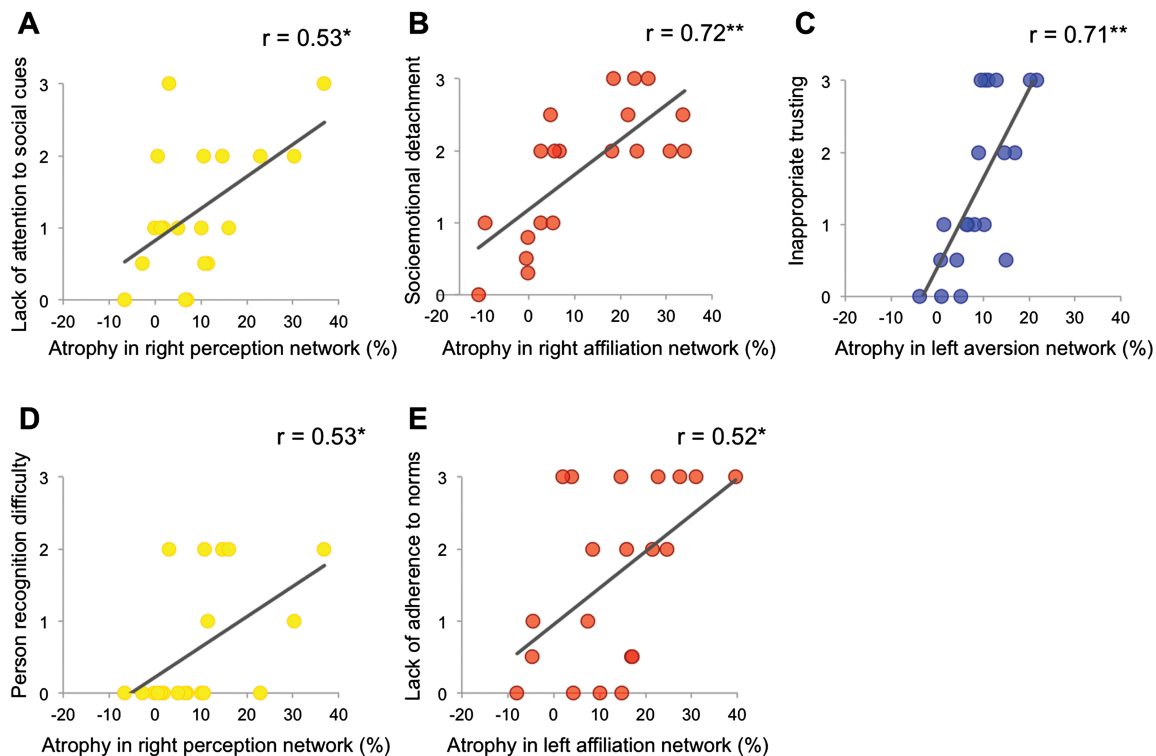 A
r = 0.53*
Lack of attention to social cues
3
2
1
0
-20 -10 0 10 20 30 40
Atrophy in right perception network (%)
B
r = 0.72**
Socioemotional detachment
3
2
1
0
-20 -10 0 10 20 30 40
Atrophy in right affiliation network (%)
C
r = 0.71**
Inappropriate trusting
3
2
1
0
-20 -10 0 10 20 30 40
Atrophy in left aversion network (%)
D
r = 0.53*
Person recognition difficulty
3
2
1
0
-20 -10 0 10 20 30 40
Atrophy in right perception network (%)
E
r = 0.52*
Lack of adherence to norms
3
2
1
0
-20 -10 0 10 20 30 40
Atrophy in left affiliation network (%)